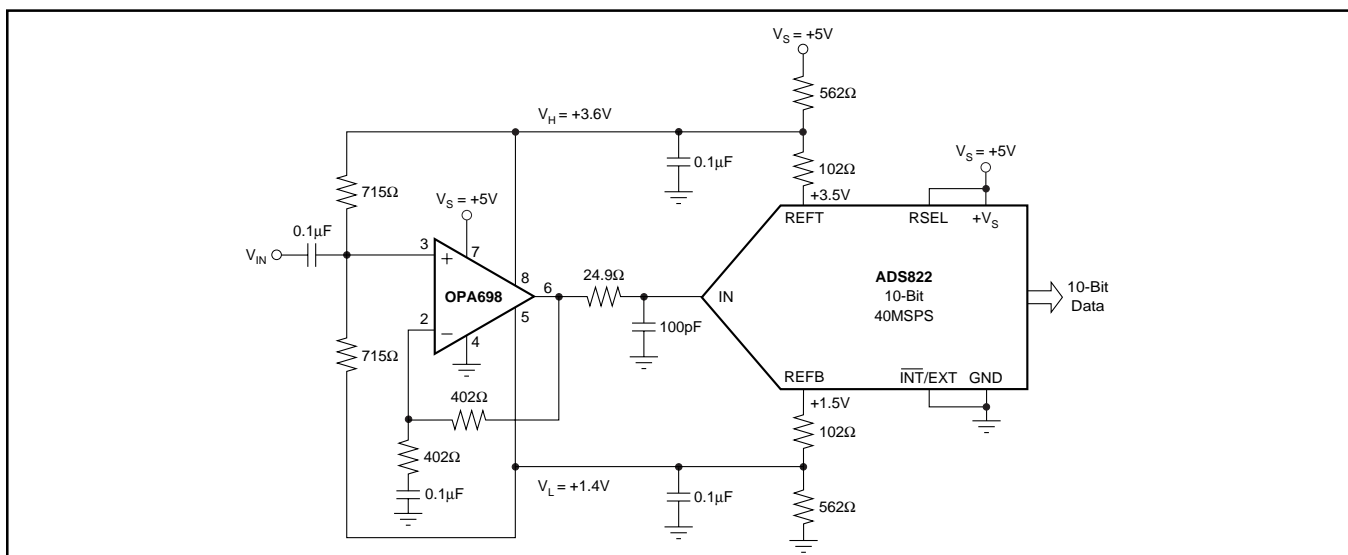 V_S = +5V
562Ω
V_H = +3.6V
0.1µF
102Ω
V_S = +5V
+3.5V
715Ω
V_S = +5V
REFT
RSEL
+V_S
0.1µF
V_IN
3
7
+
8
24.9Ω
ADS822
OPA698
6
IN
10-Bit
10-Bit
40MSPS
Data
2
5
−
4
100pF
715Ω
REFB
INT/EXT
GND
402Ω
+1.5V
102Ω
402Ω
0.1µF
V_L = +1.4V
0.1µF
562Ω